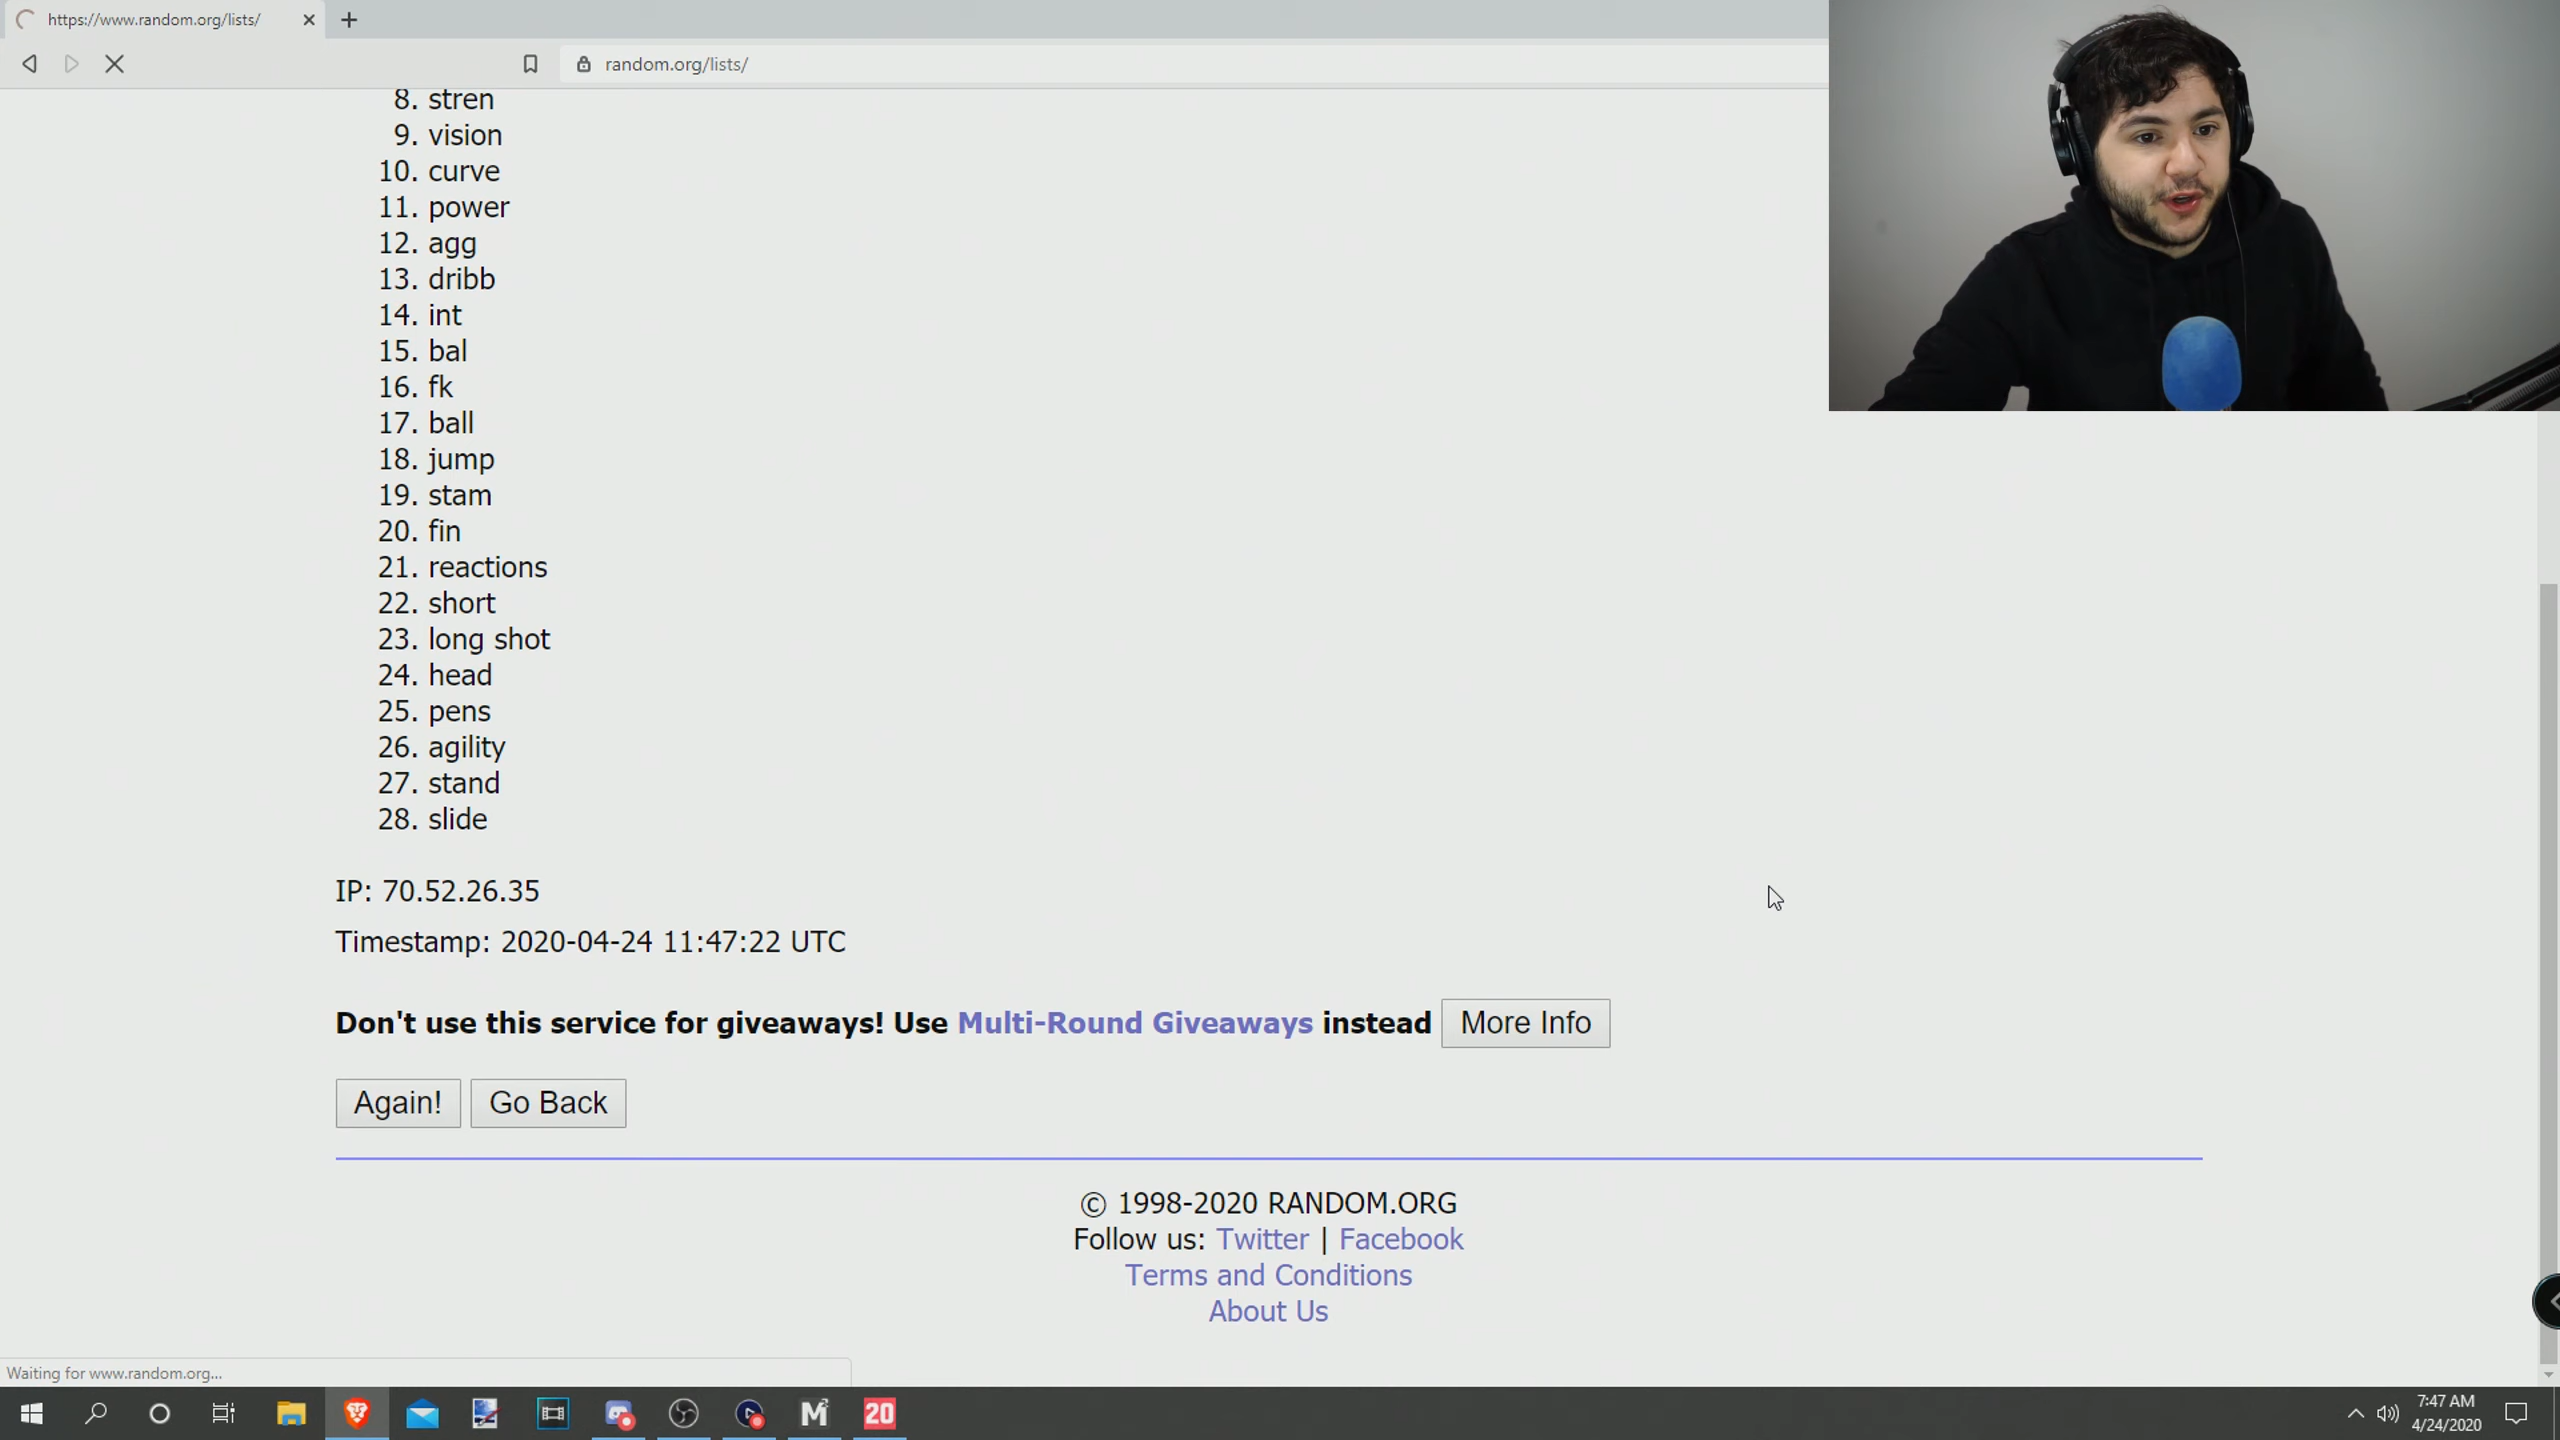 https://www.random.org/lists/
random.org/lists/
8. stren
9. vision
10. curve
11. power
12. agg
13. dribb
14. int
15. bal
16. fk
17. ball
18. jump
19. stam
20. fin
21. reactions
22. short
23. long shot
24. head
25. pens
26. agility
27. stand
28. slide
IP: 70.52.26.35
Timestamp: 2020-04-24 11:47:22 UTC
Don't use this service for giveaways! Use Multi-Round Giveaways instead More Info
Again! Go Back
© 1998-2020 RANDOM.ORG
Follow us: Twitter | Facebook
Terms and Conditions
About Us
Waiting for www.random.org...
M 20
7:47 AM
4/24/2020